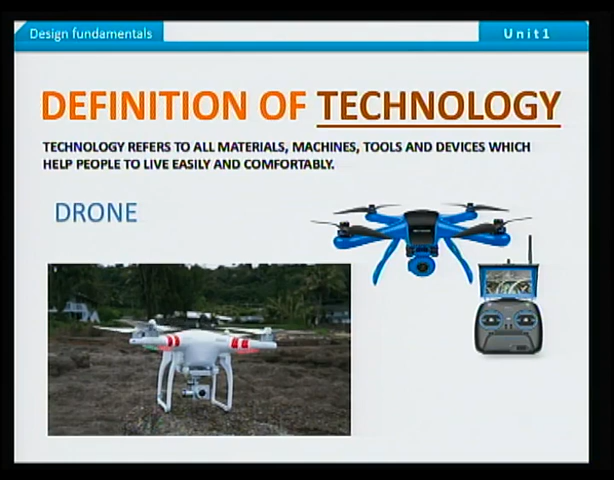 Design fundamentals
Unit1
DEFINITION OF TECHNOLOGY
TECHNOLOGY REFERS TO ALL MATERIALS, MACHINES, TOOLS AND DEVICES WHICH
HELP PEOPLE TO LIVE EASILY AND COMFORTABLY.
DRONE